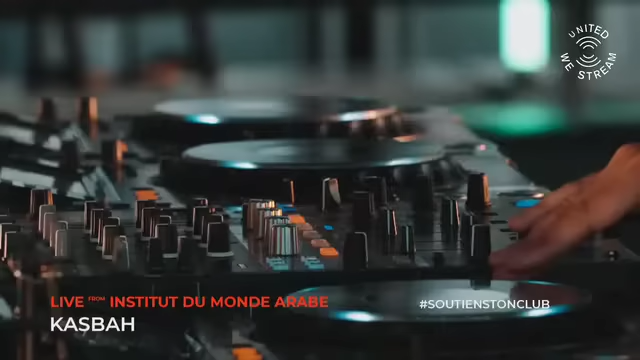 UNITED
WE STREAM
LIVE FROM INSTITUT DU MONDE ARABE
#SOUTIENSTONCLUB
KASBAH